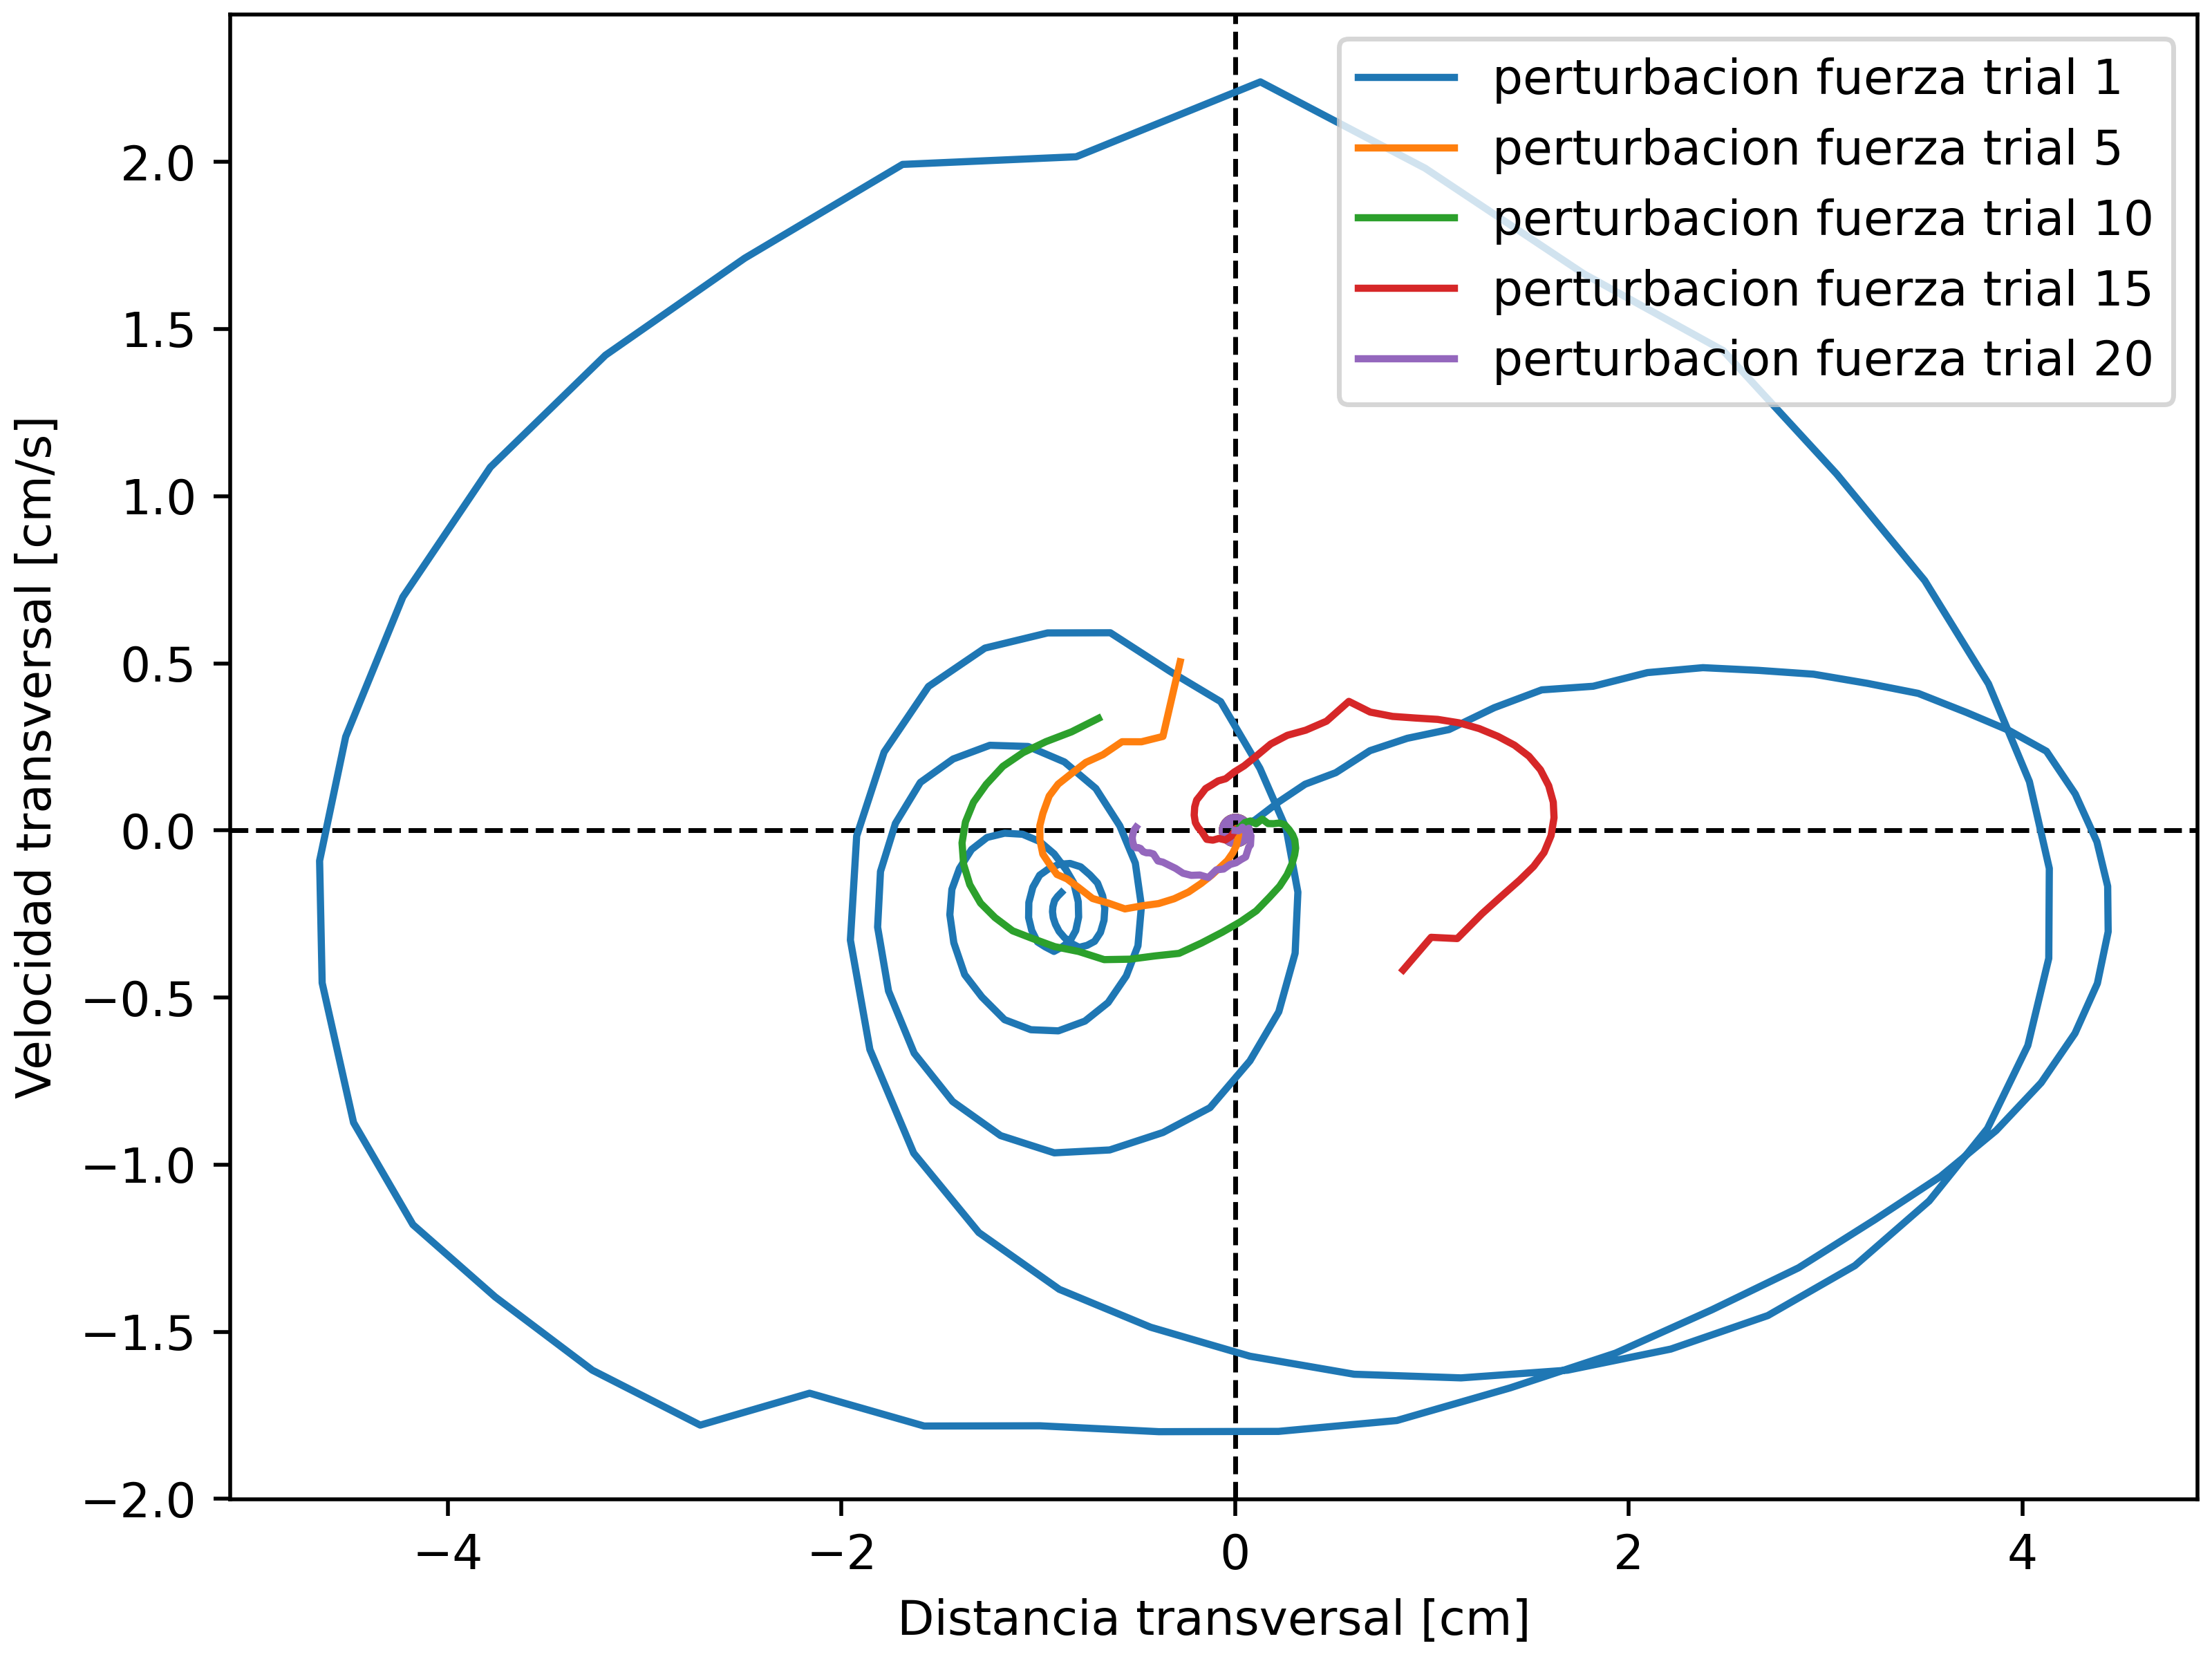 perturbacion fuerza trial 1
perturbacion fuerza trial 5
perturbacion fuerza trial 10
perturbacion fuerza trial 15
perturbacion fuerza trial 20
Velocidad transversal [cm/s]
2.0
1.5
1.0
0.5
0.0
−0.5
−1.0
−1.5
−2.0
−4 −2 0 2 4
Distancia transversal [cm]